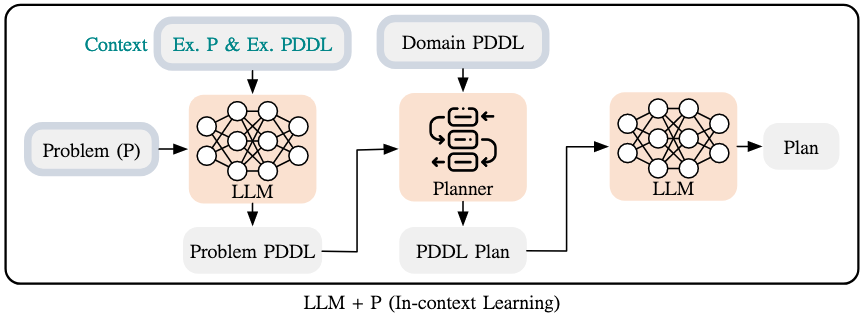 Context
Ex. P & Ex. PDDL
Domain PDDL
Problem (P)
LLM
Planner
LLM
Plan
Problem PDDL
PDDL Plan
LLM + P (In-context Learning)